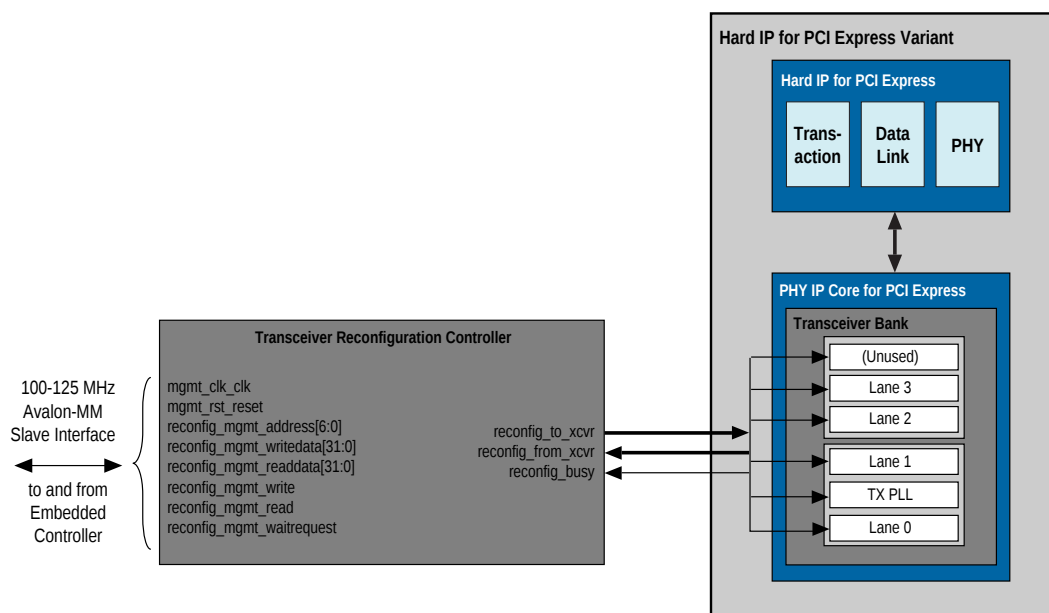 Hard IP for PCI Express Variant
Hard IP for PCI Express
Trans-
action
Data
Link
PHY
PHY IP Core for PCI Express
Transceiver Bank
(Unused)
Lane 3
Lane 2
Lane 1
TX PLL
Lane 0
Transceiver Reconfiguration Controller
100-125 MHz
Avalon-MM
Slave Interface
to and from
Embedded
Controller
mgmt_clk_clk
mgmt_rst_reset
reconfig_mgmt_address[6:0]
reconfig_mgmt_writedata[31:0]
reconfig_mgmt_readdata[31:0]
reconfig_mgmt_write
reconfig_mgmt_read
reconfig_mgmt_waitrequest
reconfig_to_xcvr
reconfig_from_xcvr
reconfig_busy